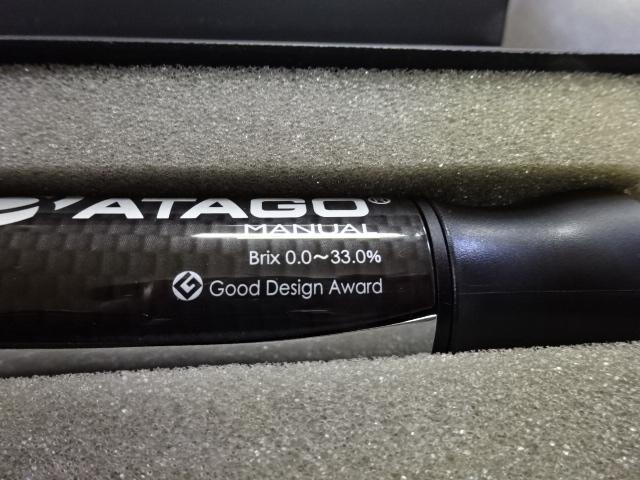 ATAGO®
MANUAL
Brix 0.0～33.0%
Good Design Award